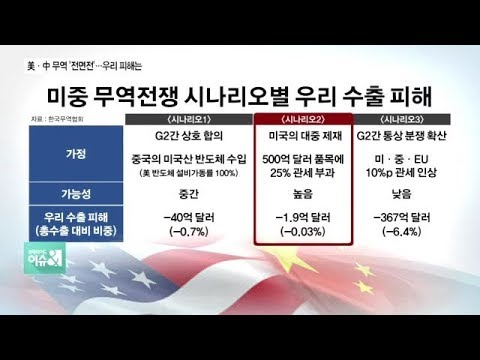 美·中 무역 '전면전'…우리 피해는
미중 무역전쟁 시나리오별 우리 수출 피해
자료 : 한국무역협회
〈시나리오1〉 〈시나리오2〉 〈시나리오3〉
가정
G2간 상호 합의 미국의 대중 제재 G2간 통상 분쟁 확산
중국의 미국산 반도체 수입 500억 달러 품목에 미·중·EU
(美 반도체 설비가동률 100%) 25% 관세 부과 10%p 관세 인상
가능성 중간 높음 낮음
우리 수출 피해 −40억 달러 −1.9억 달러 −367억 달러
(총수출 대비 비중) (−0.7%) (−0.03%) (−6.4%)
이슈&